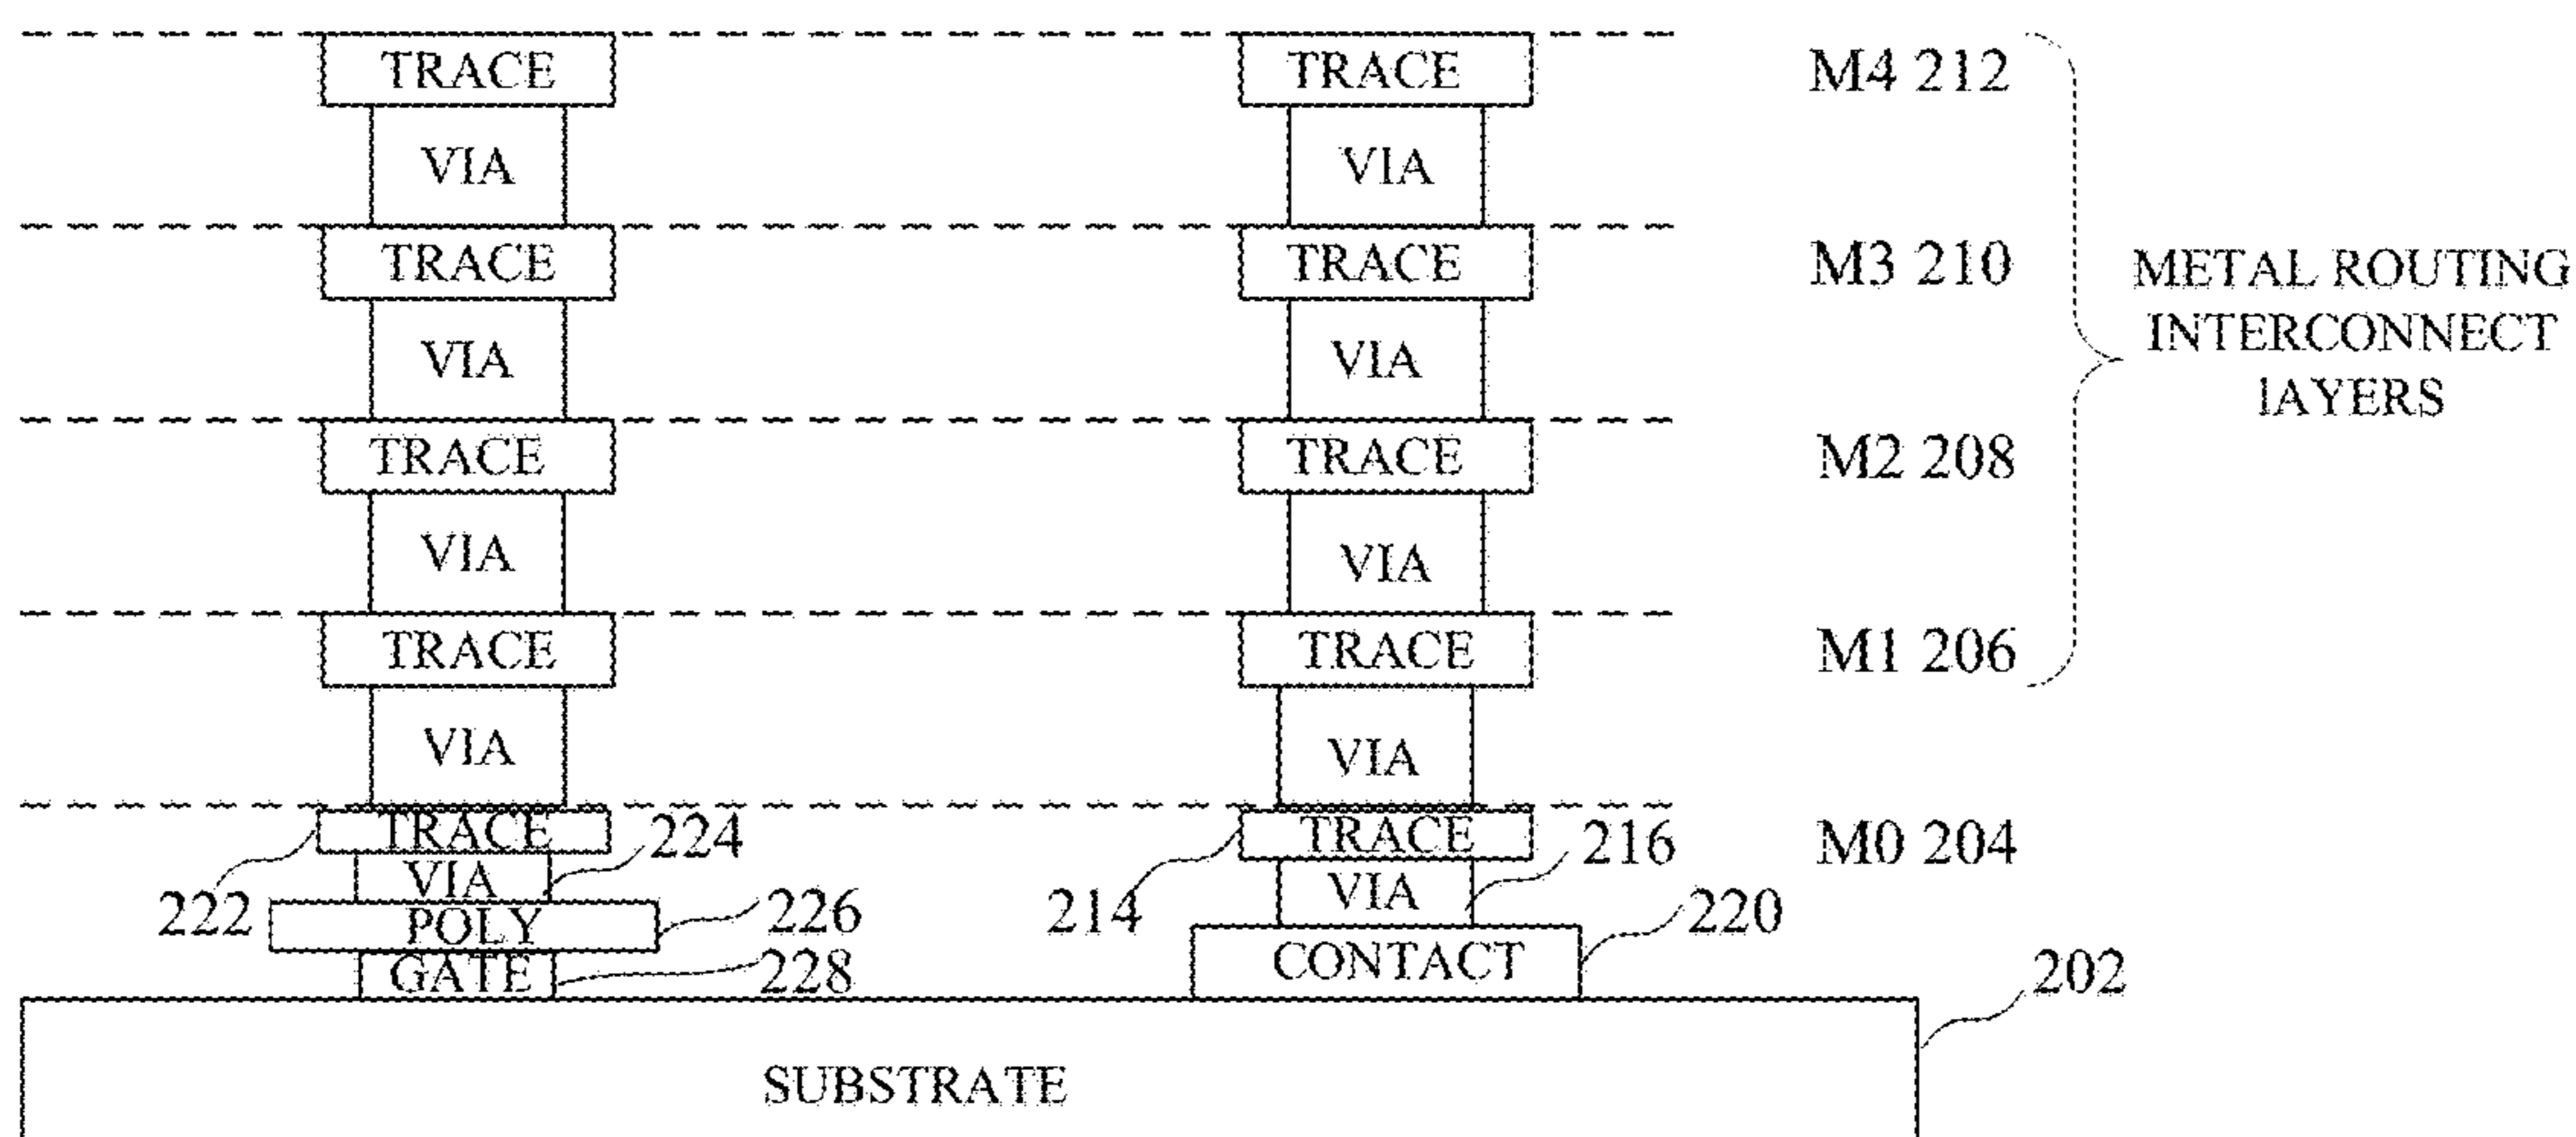 TRACE TRACE M4 212
VIA VIA
TRACE TRACE M3 210
METAL ROUTING
INTERCONNECT
LAYERS
VIA VIA
TRACE TRACE M2 208
VIA VIA
TRACE TRACE M1 206
VIA VIA
TRACE 224 TRACE 216 M0 204
222 VIA 214 VIA
POLY 226 220
GATE 228 CONTACT 202
SUBSTRATE